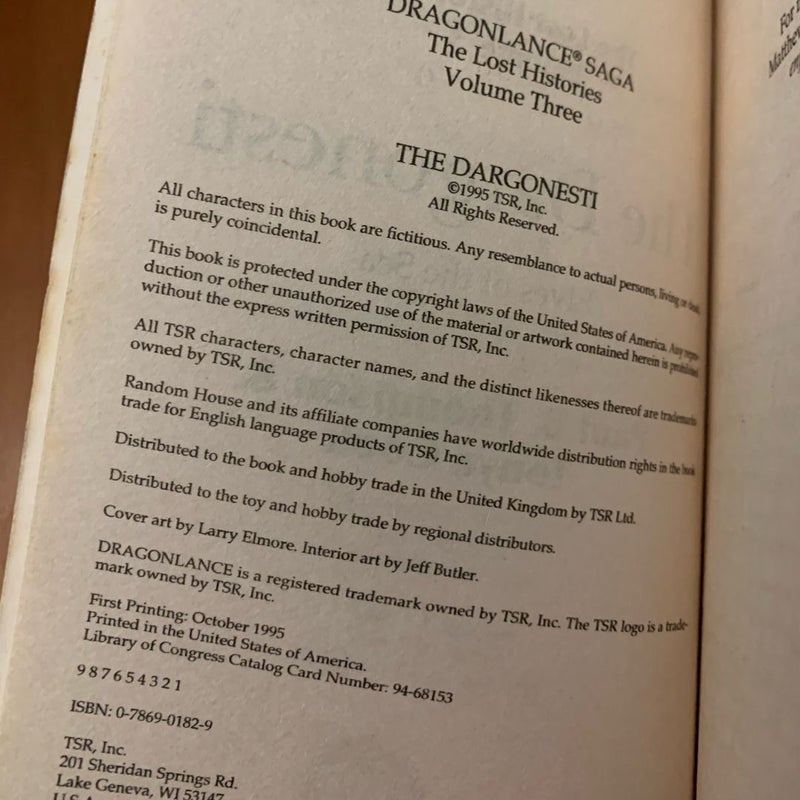 DRAGONLANCE® SAGA
The Lost Histories
Volume Three
THE DARGONESTI
©1995 TSR, Inc.
All Rights Reserved.
All characters in this book are fictitious. Any resemblance to actual persons, living or dead,
is purely coincidental.
This book is protected under the copyright laws of the United States of America. Any repro-
duction or other unauthorized use of the material or artwork contained herein is prohibited
without the express written permission of TSR, Inc.
All TSR characters, character names, and the distinct likenesses thereof are trademarks
owned by TSR, Inc.
Random House and its affiliate companies have worldwide distribution rights in the book
trade for English language products of TSR, Inc.
Distributed to the book and hobby trade in the United Kingdom by TSR Ltd.
Distributed to the toy and hobby trade by regional distributors.
Cover art by Larry Elmore. Interior art by Jeff Butler.
DRAGONLANCE is a registered trademark owned by TSR, Inc. The TSR logo is a trade-
mark owned by TSR, Inc.
First Printing: October 1995
Printed in the United States of America.
Library of Congress Catalog Card Number: 94-68153
9 8 7 6 5 4 3 2 1
ISBN: 0-7869-0182-9
TSR, Inc.
201 Sheridan Springs Rd.
Lake Geneva, WI 53147
For
Matthew